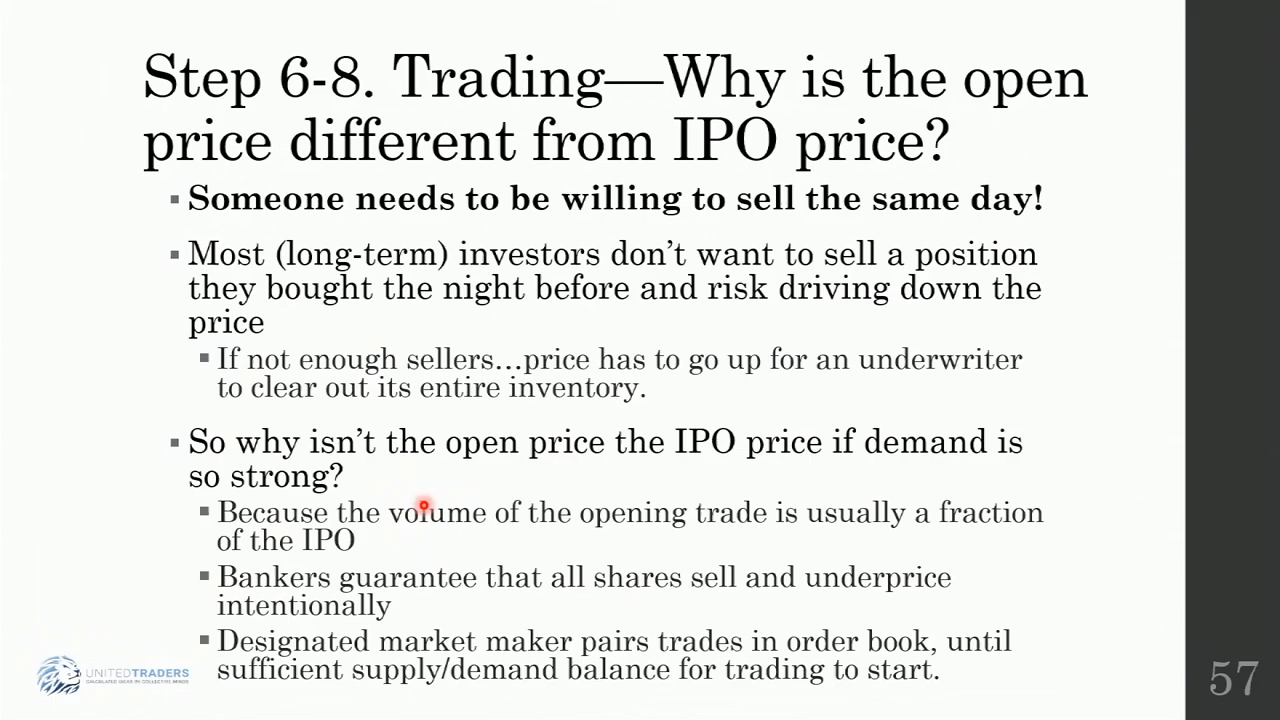 Step 6-8. Trading—Why is the open
price different from IPO price?
Someone needs to be willing to sell the same day!
Most (long-term) investors don’t want to sell a position
they bought the night before and risk driving down the
price
If not enough sellers…price has to go up for an underwriter
to clear out its entire inventory.
So why isn’t the open price the IPO price if demand is
so strong?
Because the volume of the opening trade is usually a fraction
of the IPO
Bankers guarantee that all shares sell and underprice
intentionally
Designated market maker pairs trades in order book, until
sufficient supply/demand balance for trading to start.
UNITEDTRADERS
57